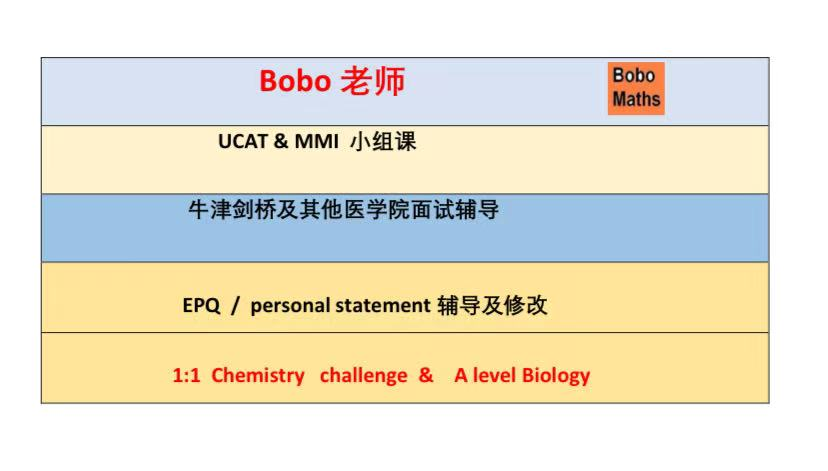 Bobo 老师
Bobo
Maths
UCAT & MMI 小组课
牛津剑桥及其他医学院面试辅导
EPQ / personal statement 辅导及修改
1:1 Chemistry challenge & A level Biology